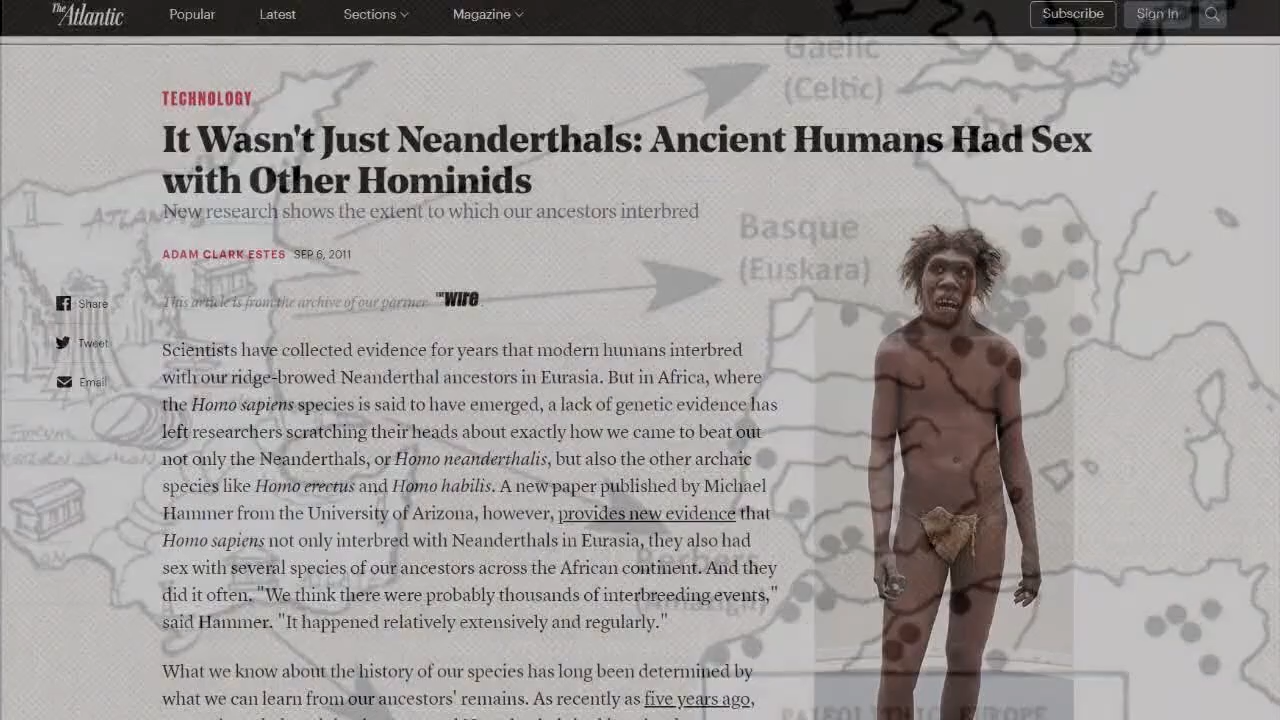 The Atlantic
Popular
Latest
Sections
Magazine
Subscribe
Sign In
Gaelic
(Celtic)
TECHNOLOGY
It Wasn't Just Neanderthals: Ancient Humans Had Sex
with Other Hominids
New research shows the extent to which our ancestors interbred
Basque
(Euskara)
ADAM CLARK ESTES SEP 6, 2011
This article is from the archive of our partner THE WIRE.
Share
Tweet
Email
Scientists have collected evidence for years that modern humans interbred
with our ridge-browed Neanderthal ancestors in Eurasia. But in Africa, where
the Homo sapiens species is said to have emerged, a lack of genetic evidence has
left researchers scratching their heads about exactly how we came to beat out
not only the Neanderthals, or Homo neanderthalis, but also the other archaic
species like Homo erectus and Homo habilis. A new paper published by Michael
Hammer from the University of Arizona, however, provides new evidence that
Homo sapiens not only interbred with Neanderthals in Eurasia, they also had
sex with several species of our ancestors across the African continent. And they
did it often. "We think there were probably thousands of interbreeding events,"
said Hammer. "It happened relatively extensively and regularly."
Berbers
What we know about the history of our species has long been determined by
what we can learn from our ancestors' remains. As recently as five years ago,
PALEOLITHIC EUROPE